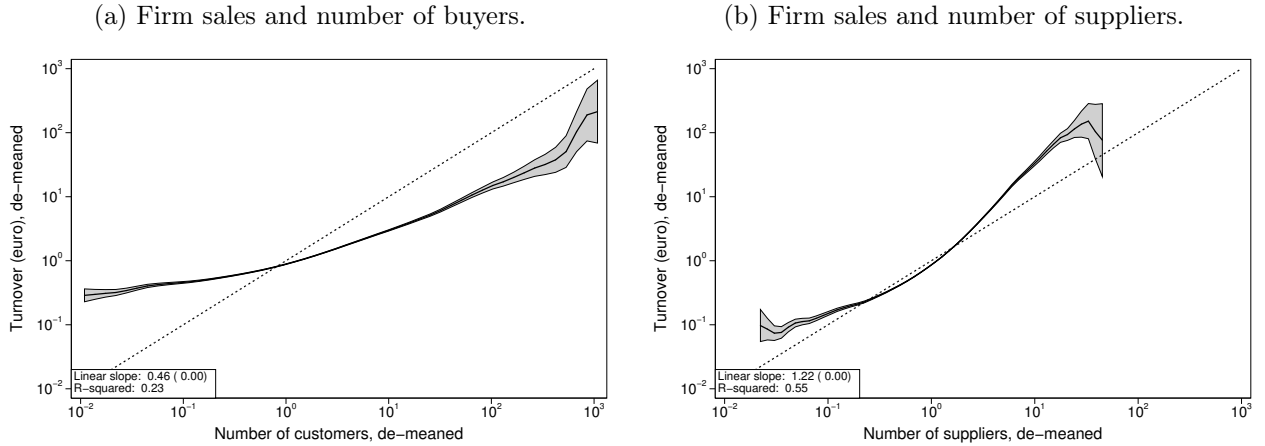 (a) Firm sales and number of buyers.
Turnover (euro), de−meaned
10³
10²
10¹
10⁰
10⁻¹
10⁻²
Linear slope: 0.46 ( 0.00)
R−squared: 0.23
10⁻² 10⁻¹ 10⁰ 10¹ 10² 10³
Number of customers, de−meaned
(b) Firm sales and number of suppliers.
Turnover (euro), de−meaned
10³
10²
10¹
10⁰
10⁻¹
10⁻²
Linear slope: 1.22 ( 0.00)
R−squared: 0.55
10⁻² 10⁻¹ 10⁰ 10¹ 10² 10³
Number of suppliers, de−meaned